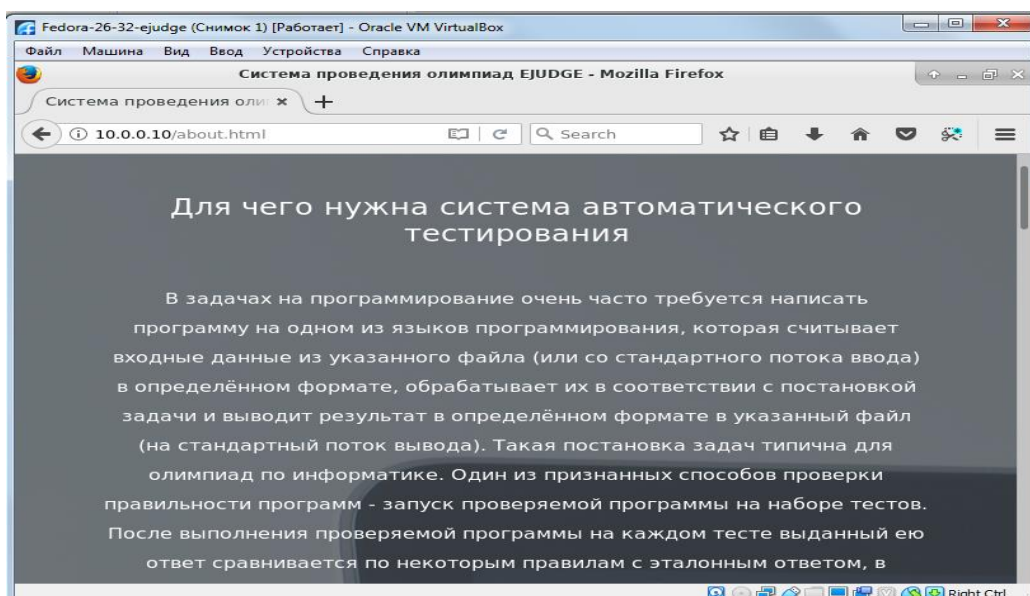 Fedora-26-32-ejudge (Снимок 1) [Работает] - Oracle VM VirtualBox
Файл Машина Вид Ввод Устройства Справка
Система проведения олимпиад EJUDGE - Mozilla Firefox
Система проведения оли
10.0.0.10/about.html
Search
Для чего нужна система автоматического
тестирования
В задачах на программирование очень часто требуется написать
программу на одном из языков программирования, которая считывает
входные данные из указанного файла (или со стандартного потока ввода)
в определённом формате, обрабатывает их в соответствии с постановкой
задачи и выводит результат в определённом формате в указанный файл
(на стандартный поток вывода). Такая постановка задач типична для
олимпиад по информатике. Один из признанных способов проверки
правильности программ - запуск проверяемой программы на наборе тестов.
После выполнения проверяемой программы на каждом тесте выданный ею
ответ сравнивается по некоторым правилам с эталонным ответом, в
Right Ctrl